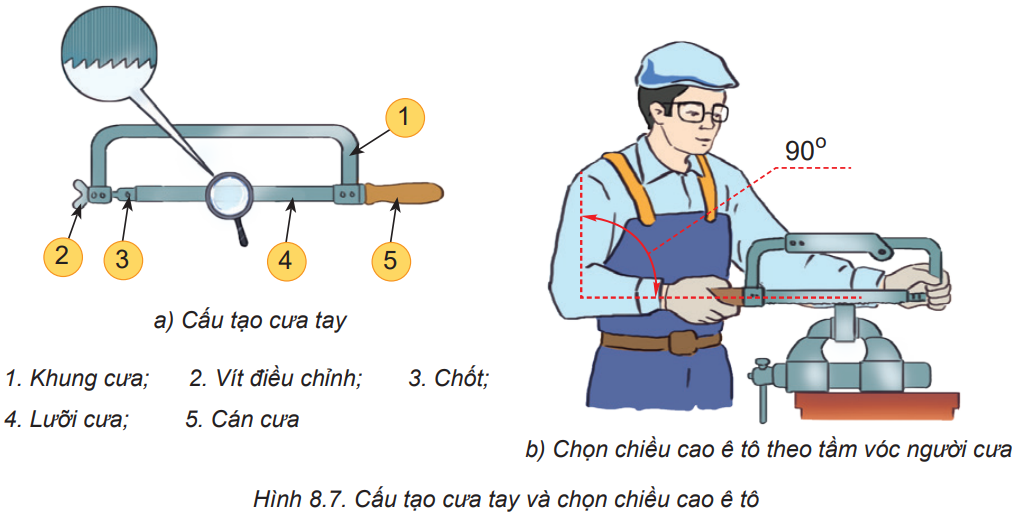 1
2
3
4
5
90°
a) Cấu tạo cưa tay
1. Khung cưa; 2. Vít điều chỉnh; 3. Chốt;
4. Lưỡi cưa; 5. Cán cưa
b) Chọn chiều cao ê tô theo tầm vóc người cưa
Hình 8.7. Cấu tạo cưa tay và chọn chiều cao ê tô